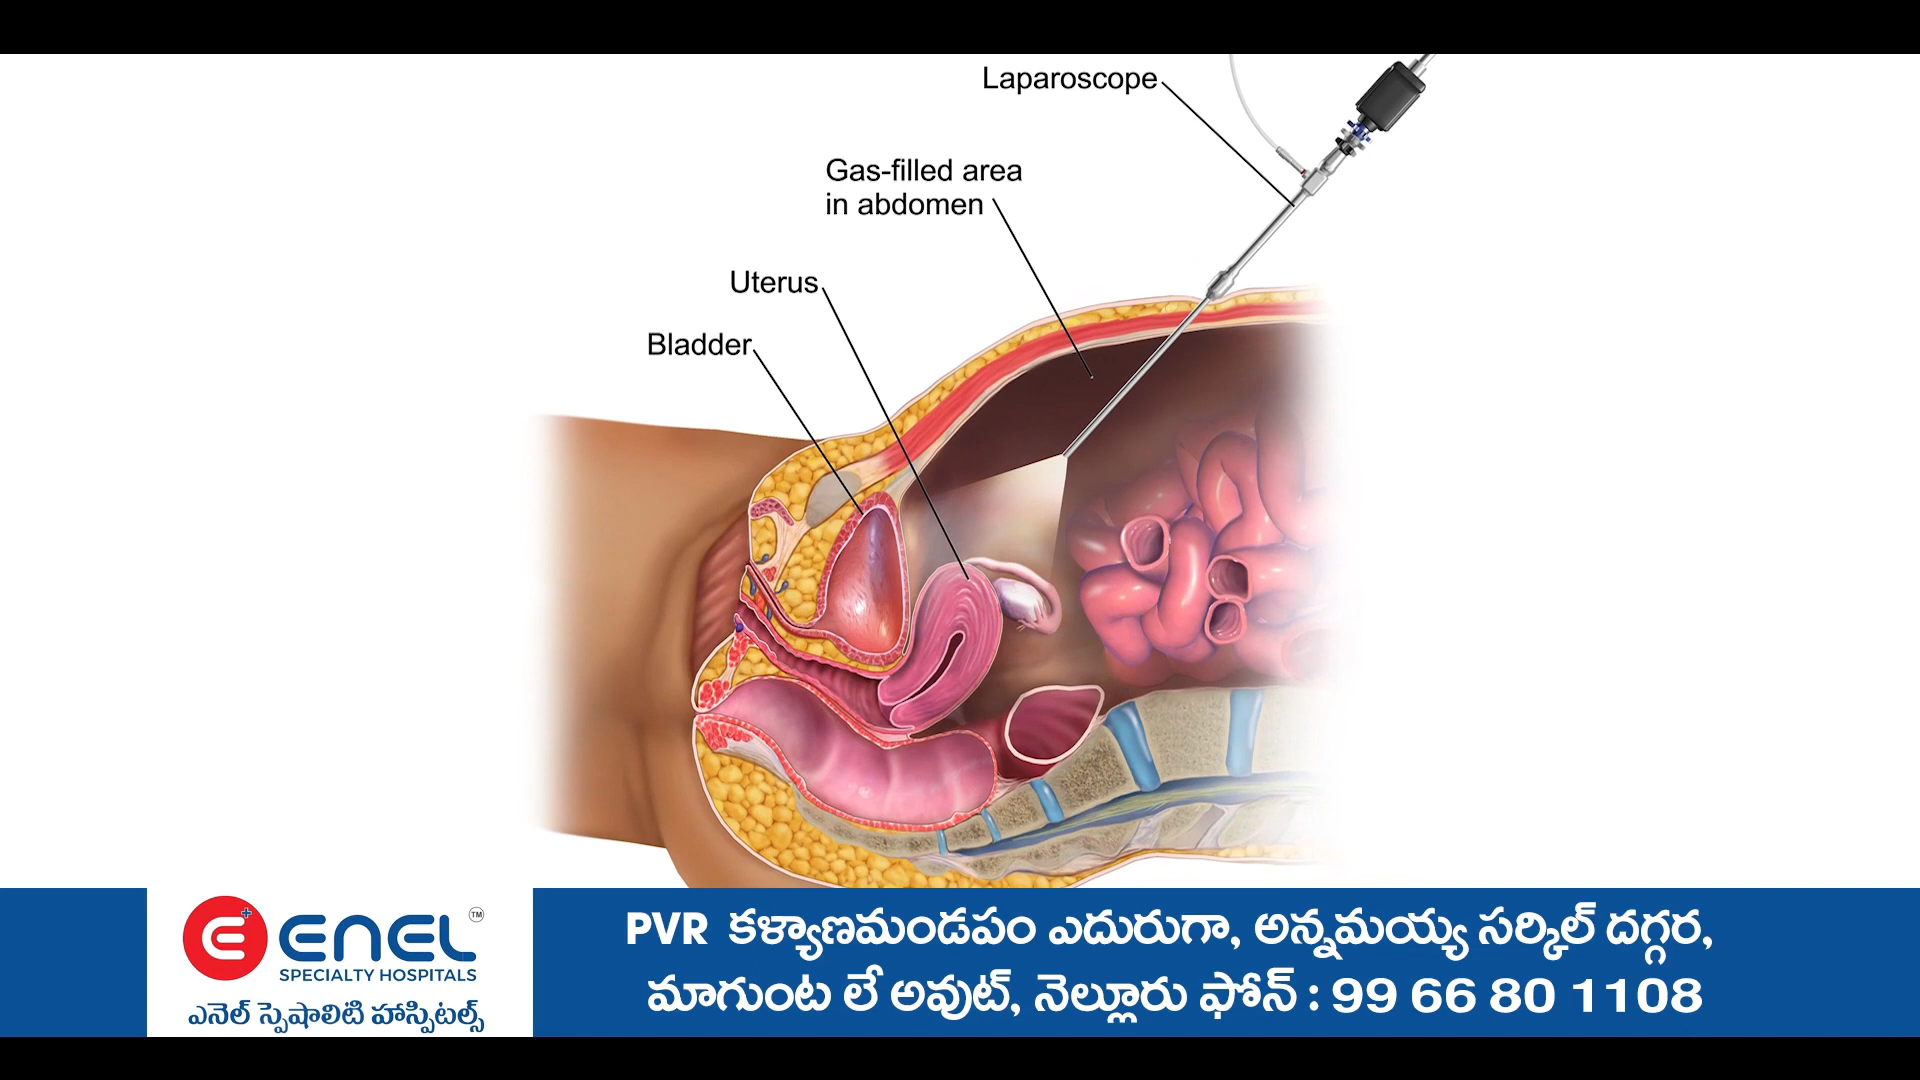 Laparoscope
Gas-filled area
in abdomen
Uterus
Bladder
ENEL TM
SPECIALTY HOSPITALS
ఎనెల్ స్పెషాలిటి హాస్పిటల్స్
PVR కళ్యాణమండపం ఎదురుగా, అన్నమయ్య సర్కిల్ దగ్గర,
మాగుంట లే అవుట్, నెల్లూరు ఫోన్ : 99 66 80 1108